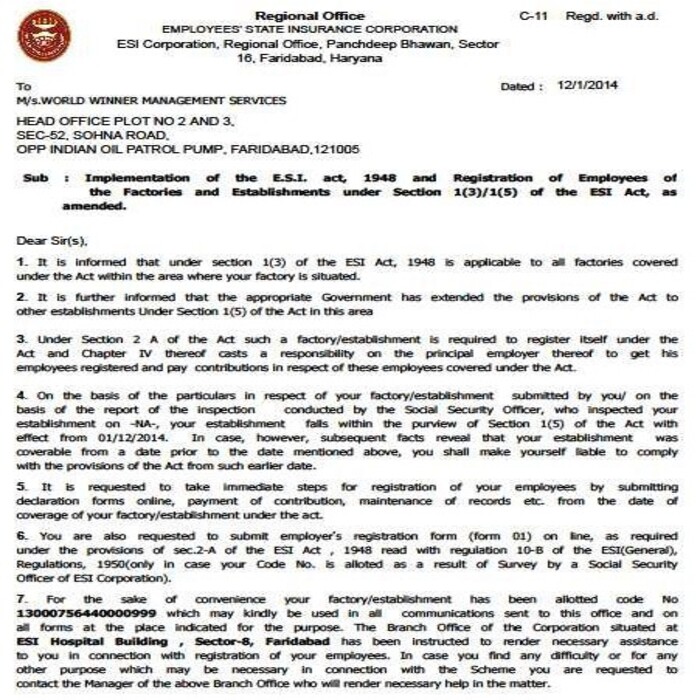 Regional Office
C-11 Regd. with a.d.
EMPLOYEES' STATE INSURANCE CORPORATION
ESI Corporation, Regional Office, Panchdeep Bhawan, Sector
16, Faridabad, Haryana
To
Dated : 12/1/2014
M/s.WORLD WINNER MANAGEMENT SERVICES
HEAD OFFICE PLOT NO 2 AND 3,
SEC-52, SOHNA ROAD,
OPP INDIAN OIL PATROL PUMP, FARIDABAD,121005
Sub : Implementation of the E.S.I. act, 1948 and Registration of Employees of
the Factories and Establishments under Section 1(3)/1(5) of the ESI Act, as
amended.
Dear Sir(s),
1. It is informed that under section 1(3) of the ESI Act, 1948 is applicable to all factories covered
under the Act within the area where your factory is situated.
2. It is further informed that the appropriate Government has extended the provisions of the Act to
other establishments Under Section 1(5) of the Act in this area
3. Under Section 2 A of the Act such a factory/establishment is required to register itself under the
Act and Chapter IV thereof casts a responsibility on the principal employer thereof to get his
employees registered and pay contributions in respect of these employees covered under the Act.
4. On the basis of the particulars in respect of your factory/establishment submitted by you/ on the
basis of the report of the inspection conducted by the Social Security Officer, who inspected your
establishment on -NA-, your establishment falls within the purview of Section 1(5) of the Act with
effect from 01/12/2014. In case, however, subsequent facts reveal that your establishment was
coverable from a date prior to the date mentioned above, you shall make yourself liable to comply
with the provisions of the Act from such earlier date.
5. It is requested to take immediate steps for registration of your employees by submitting
declaration forms online, payment of contribution, maintenance of records etc. from the date of
coverage of your factory/establishment under the act.
6. You are also requested to submit employer's registration form (form 01) on line, as required
under the provisions of sec.2-A of the ESI Act , 1948 read with regulation 10-B of the ESI(General),
Regulations, 1950(only in case your Code No. is alloted as a result of Survey by a Social Security
Officer of ESI Corporation).
7. For the sake of convenience your factory/establishment has been allotted code No
13000756440000999 which may kindly be used in all communications sent to this office and on
all forms at the place indicated for the purpose. The Branch Office of the Corporation situated at
ESI Hospital Building , Sector-8, Faridabad has been instructed to render necessary assistance
to you in connection with registration of your employees. In case you find any difficulty or for any
other purpose which may be necessary in connection with the Scheme you are requested to
contact the Manager of the above Branch Office who will render necessary help in the matter.